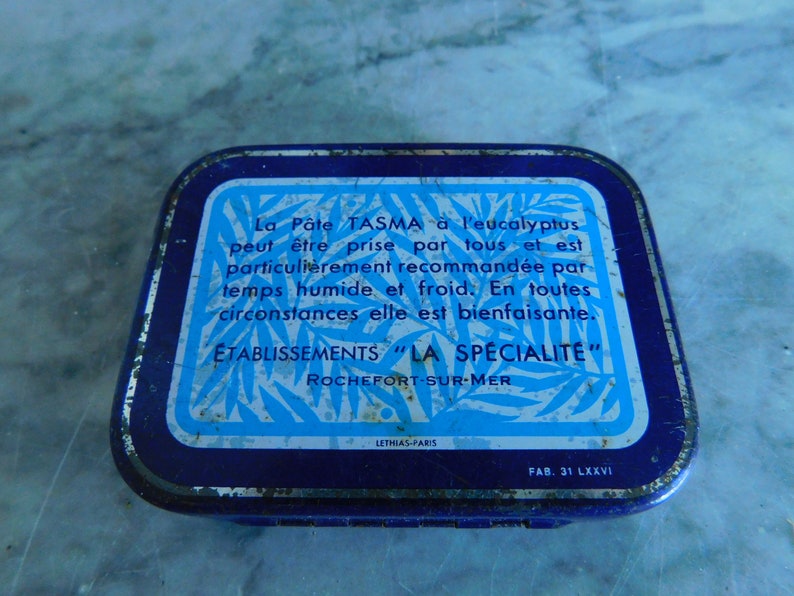 La Pâte TASMA à l'eucalyptus
peut être prise par tous et est
particulièrement recommandée par
temps humide et froid. En toutes
circonstances elle est bienfaisante.
ÉTABLISSEMENTS "LA SPÉCIALITÉ"
ROCHEFORT-SUR-MER
LETHIAS-PARIS
FAB. 31 LXXVI